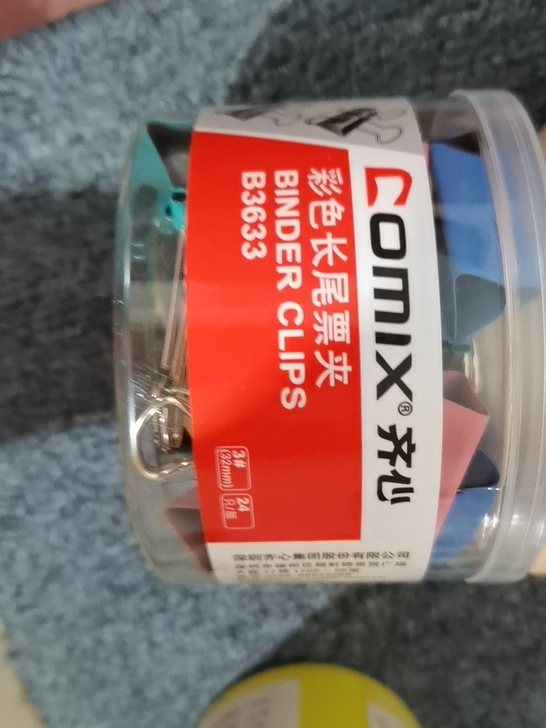 COMIX® 齐心
彩色长尾票夹
BINDER CLIPS
B3633
3#
(32mm)
24
只/筒
深圳齐心集团股份有限公司